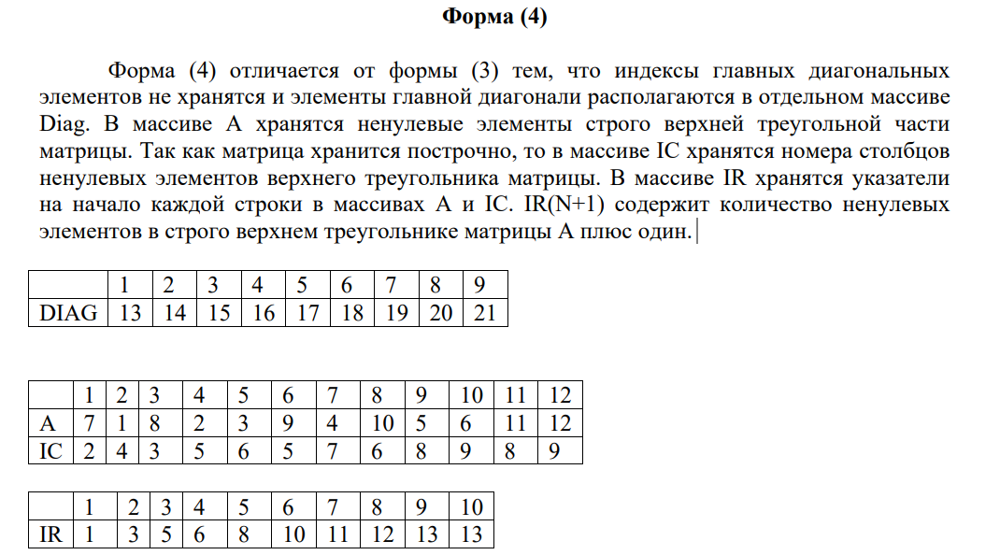 Форма (4)
Форма (4) отличается от формы (3) тем, что индексы главных диагональных
элементов не хранятся и элементы главной диагонали располагаются в отдельном массиве
Diag. В массиве A хранятся ненулевые элементы строго верхней треугольной части
матрицы. Так как матрица хранится построчно, то в массиве IC хранятся номера столбцов
ненулевых элементов верхнего треугольника матрицы. В массиве IR хранятся указатели
на начало каждой строки в массивах A и IC. IR(N+1) содержит количество ненулевых
элементов в строго верхнем треугольнике матрицы A плюс один.
1 2 3 4 5 6 7 8 9
DIAG 13 14 15 16 17 18 19 20 21
1 2 3 4 5 6 7 8 9 10 11 12
A 7 1 8 2 3 9 4 10 5 6 11 12
IC 2 4 3 5 6 5 7 6 8 9 8 9
1 2 3 4 5 6 7 8 9 10
IR 1 3 5 6 8 10 11 12 13 13